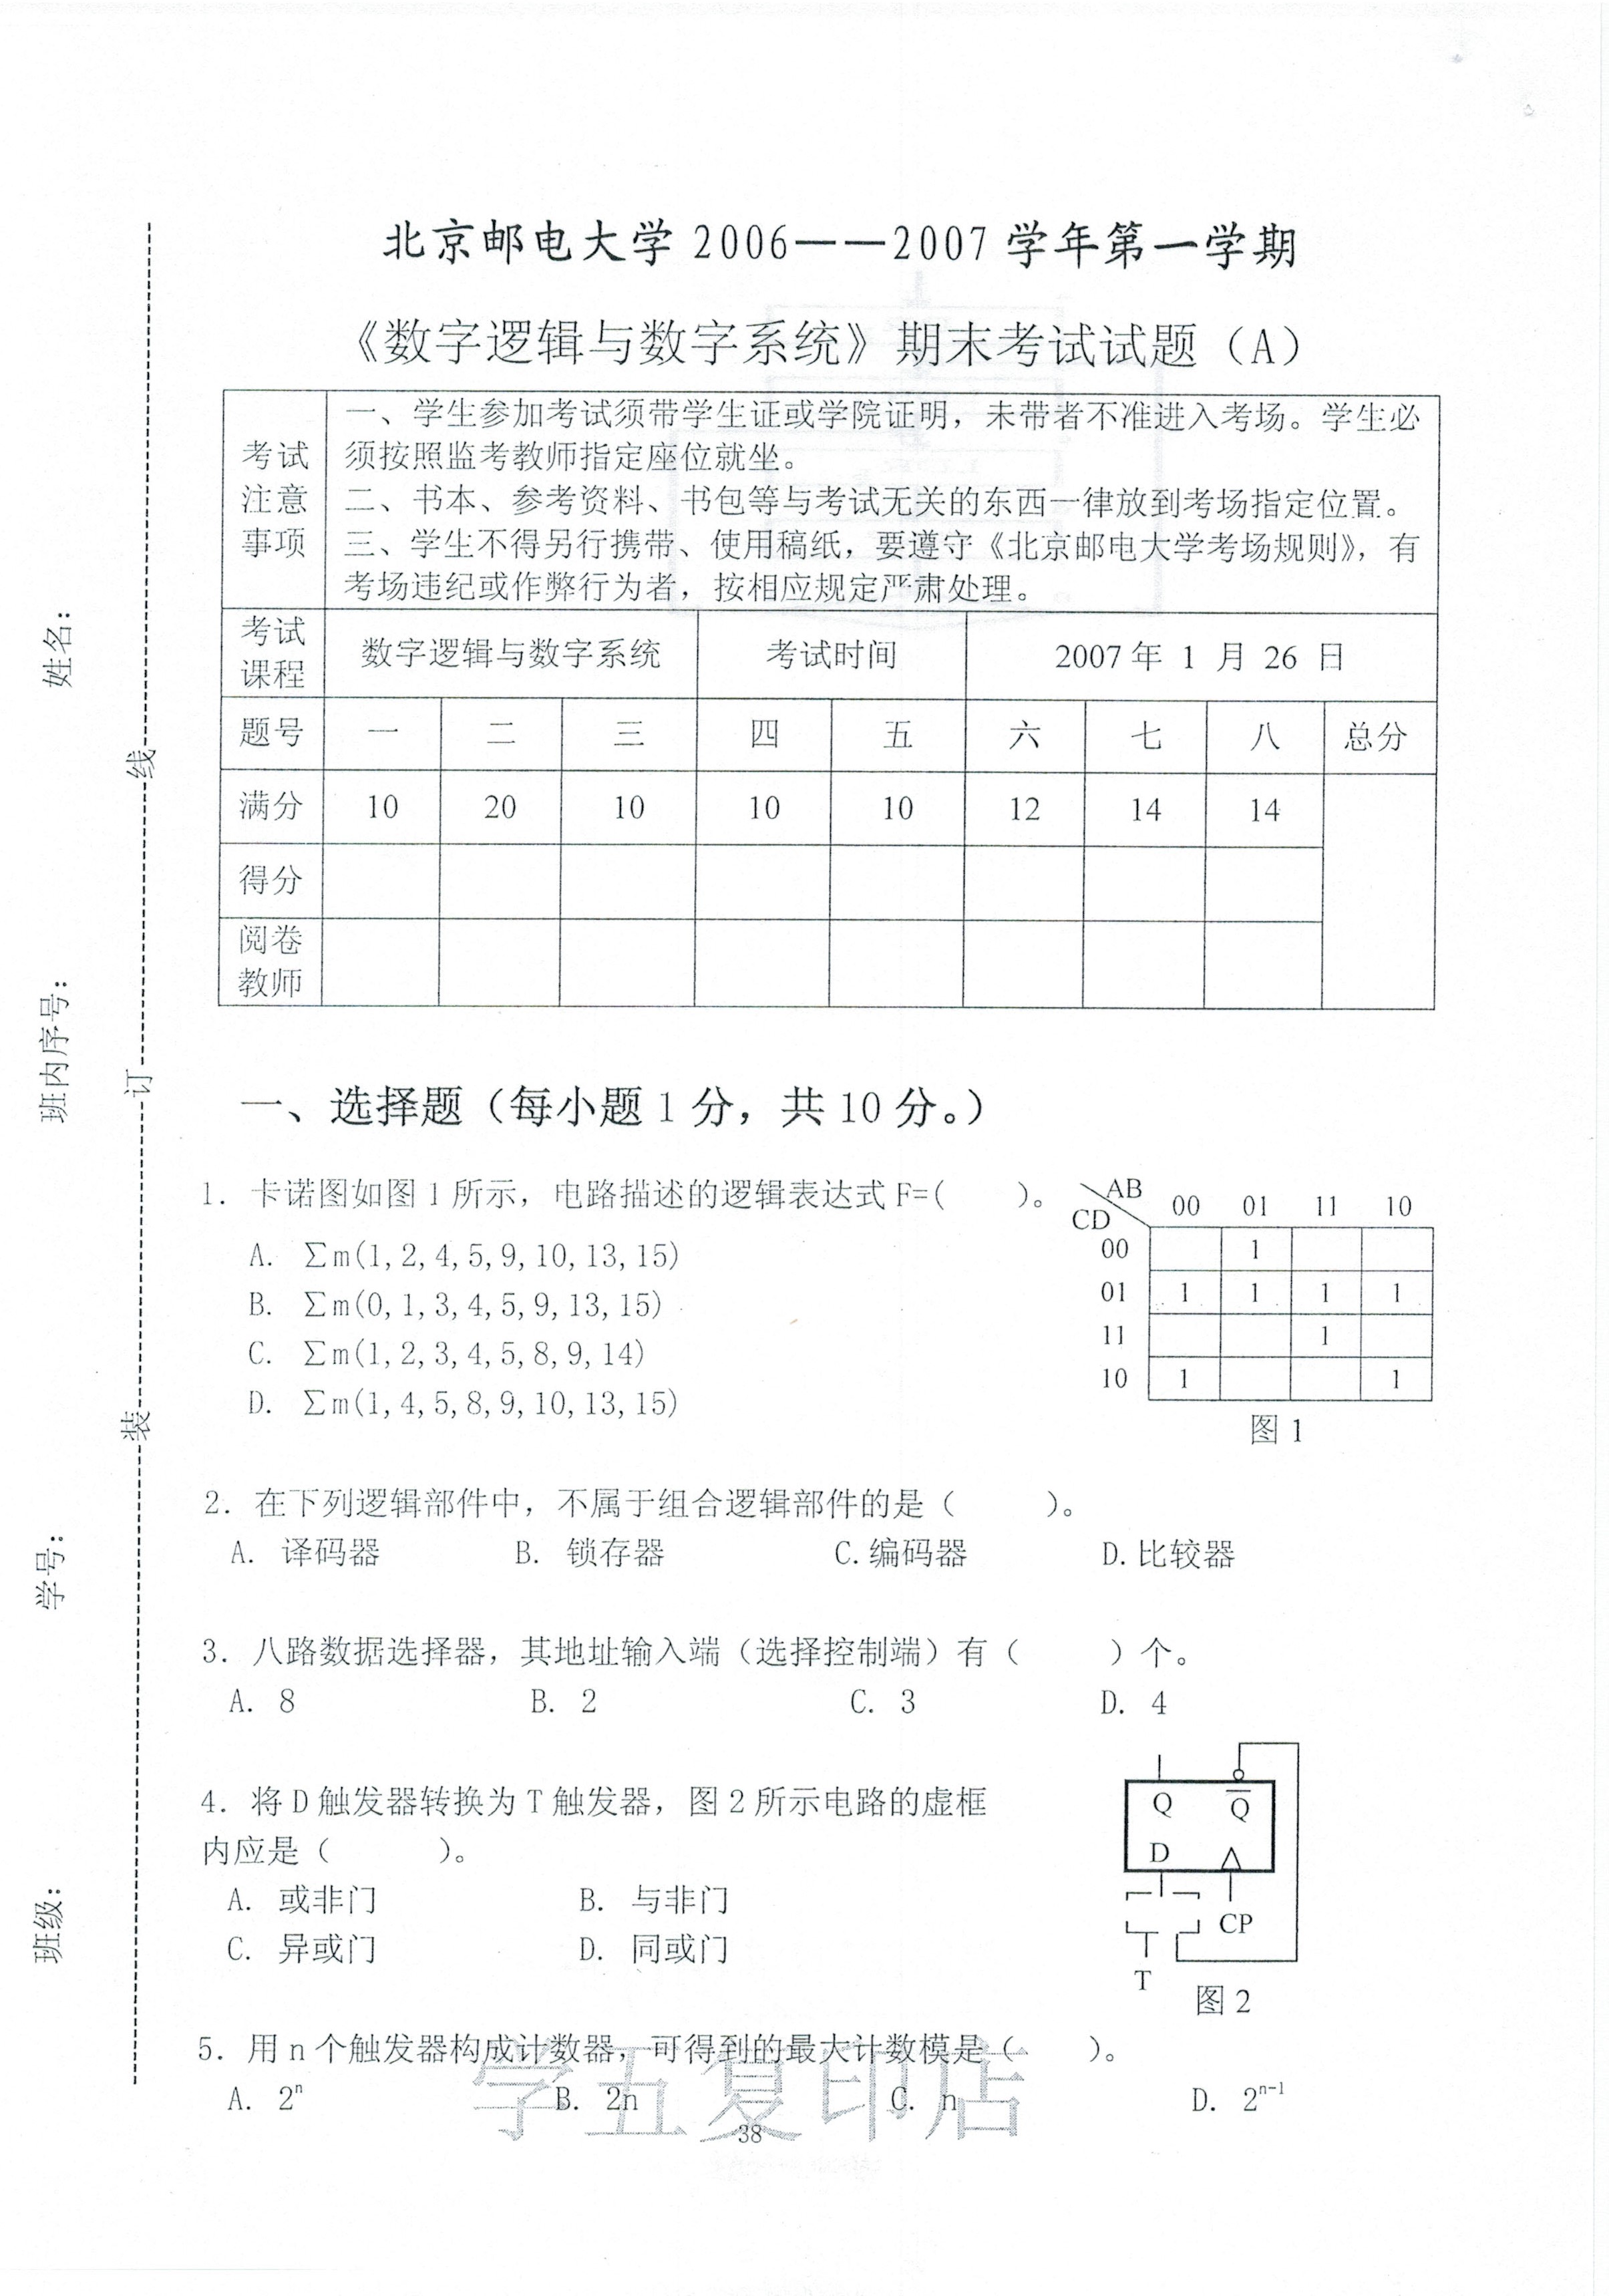 北京邮电大学 2006——2007 学年第一学期
《数字逻辑与数字系统》期末考试试题（A）
考试
注意
事项
一、学生参加考试须带学生证或学院证明，未带者不准进入考场。学生必
须按照监考教师指定座位就坐。
二、书本、参考资料、书包等与考试无关的东西一律放到考场指定位置。
三、学生不得另行携带、使用稿纸，要遵守《北京邮电大学考场规则》，有
考场违纪或作弊行为者，按相应规定严肃处理。
考试
课程
数字逻辑与数字系统 考试时间 2007年 1 月 26 日
题号 一 二 三 四 五 六 七 八 总分
满分 10 20 10 10 10 12 14 14
得分
阅卷
教师
姓名：
班内序号：
学号：
班级：
线
订
装
一、选择题（每小题1分，共10分。）
1. 卡诺图如图1所示，电路描述的逻辑表达式F=(  )。
A. ∑m(1,2,4,5,9,10,13,15)
B. ∑m(0,1,3,4,5,9,13,15)
C. ∑m(1,2,3,4,5,8,9,14)
D. ∑m(1,4,5,8,9,10,13,15)
AB
CD
00 01 11 10
00 1
01 1 1 1 1
11 1
10 1 1
图1
2. 在下列逻辑部件中，不属于组合逻辑部件的是（  ）。
A. 译码器 B. 锁存器 C.编码器 D.比较器
3. 八路数据选择器，其地址输入端（选择控制端）有（  ）个。
A. 8 B. 2 C. 3 D. 4
4. 将D触发器转换为T触发器，图2所示电路的虚框
内应是（  ）。
A. 或非门 B. 与非门
C. 异或门 D. 同或门
Q Q̅
D
CP
T
图2
5. 用n个触发器构成计数器，可得到的最大计数模是（  ）。
A. 2ⁿ B. 2n C. n D. 2ⁿ⁻¹
学五复印店
38